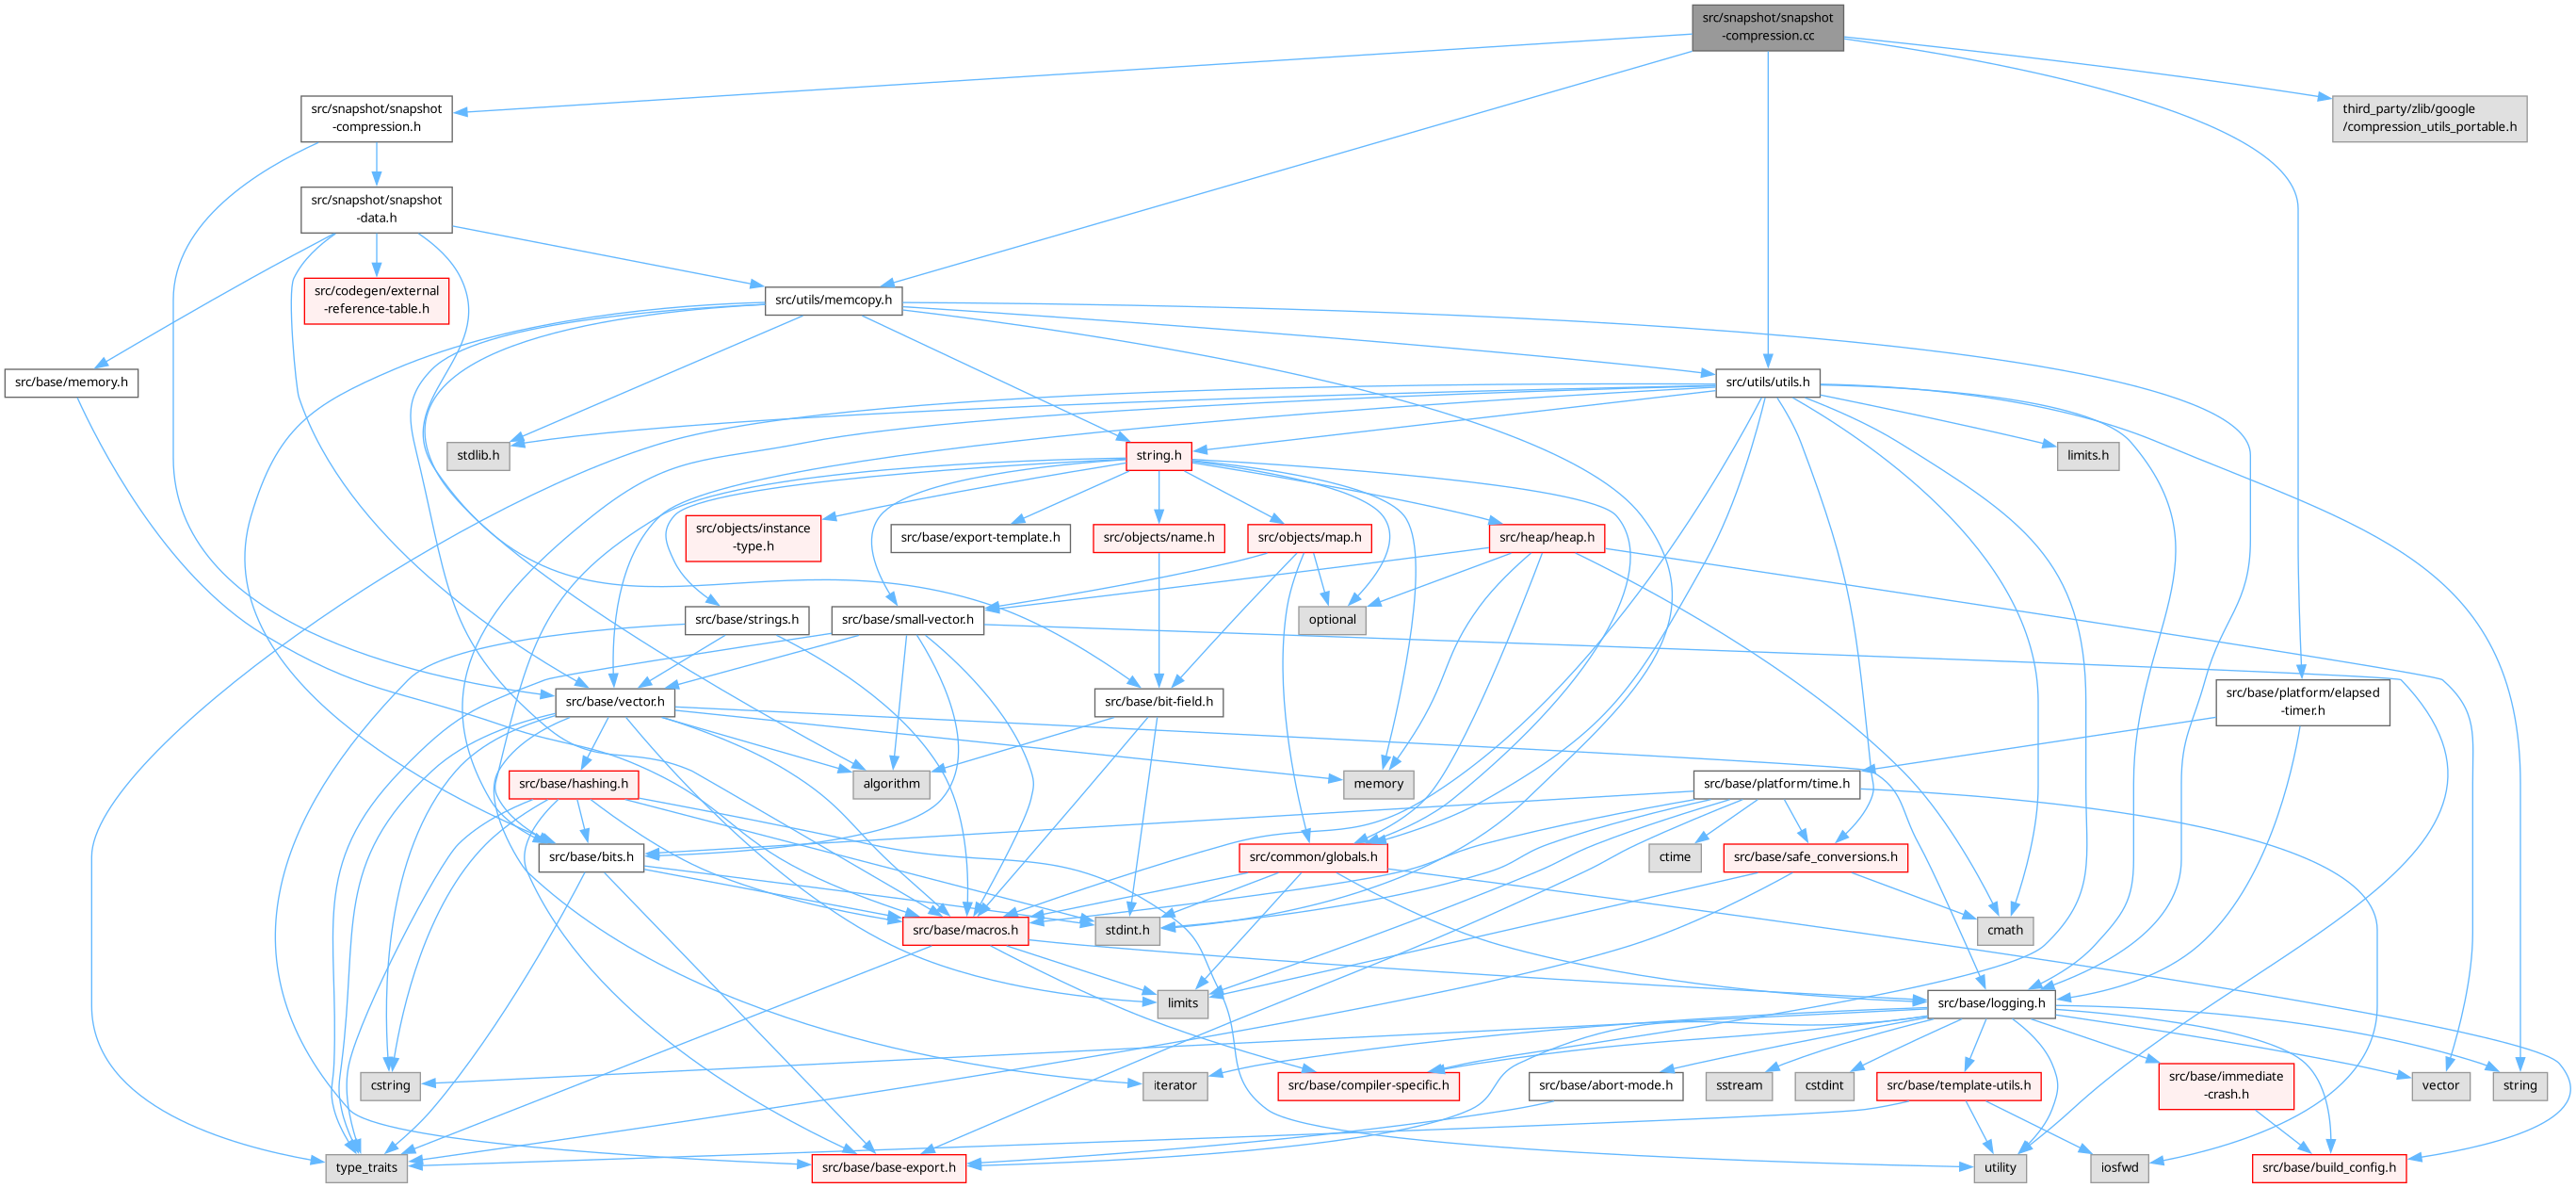 src/snapshot/snapshot
-compression.cc
src/snapshot/snapshot
-compression.h
third_party/zlib/google
/compression_utils_portable.h
src/snapshot/snapshot
-data.h
src/codegen/external
-reference-table.h
src/utils/memcopy.h
src/base/memory.h
src/utils/utils.h
stdlib.h
string.h
limits.h
src/objects/instance
-type.h
src/base/export-template.h
src/objects/name.h
src/objects/map.h
src/heap/heap.h
src/base/strings.h
src/base/small-vector.h
optional
src/base/vector.h
src/base/bit-field.h
src/base/platform/elapsed
-timer.h
src/base/hashing.h
algorithm
memory
src/base/platform/time.h
src/base/bits.h
src/common/globals.h
ctime
src/base/safe_conversions.h
src/base/macros.h
stdint.h
cmath
limits
src/base/logging.h
cstring
iterator
src/base/compiler-specific.h
src/base/abort-mode.h
sstream
cstdint
src/base/template-utils.h
src/base/immediate
-crash.h
vector
string
type_traits
src/base/base-export.h
utility
iosfwd
src/base/build_config.h